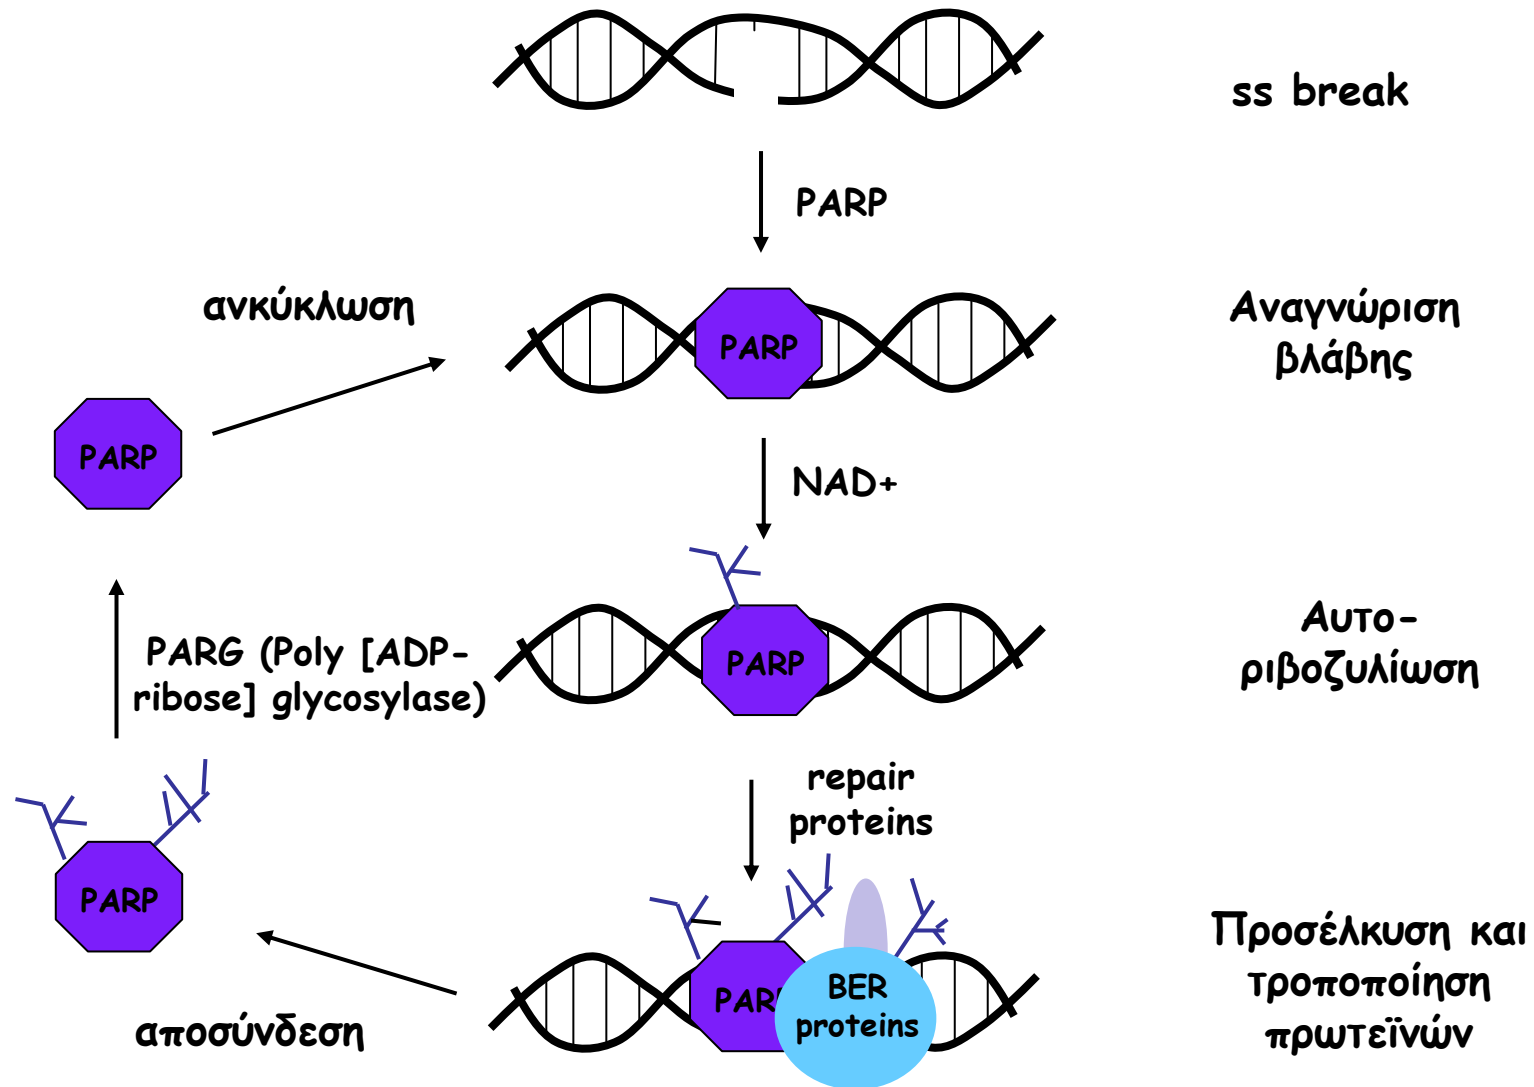 ss break
PARP
ανκύκλωση
Αναγνώριση
βλάβης
PARP
PARP
NAD+
Αυτο-
ριβοζυλίωση
PARG (Poly [ADP-
ribose] glycosylase)
PARP
repair
proteins
PARP
Προσέλκυση και
τροποποίηση
πρωτεϊνών
PARP
BER
proteins
αποσύνδεση